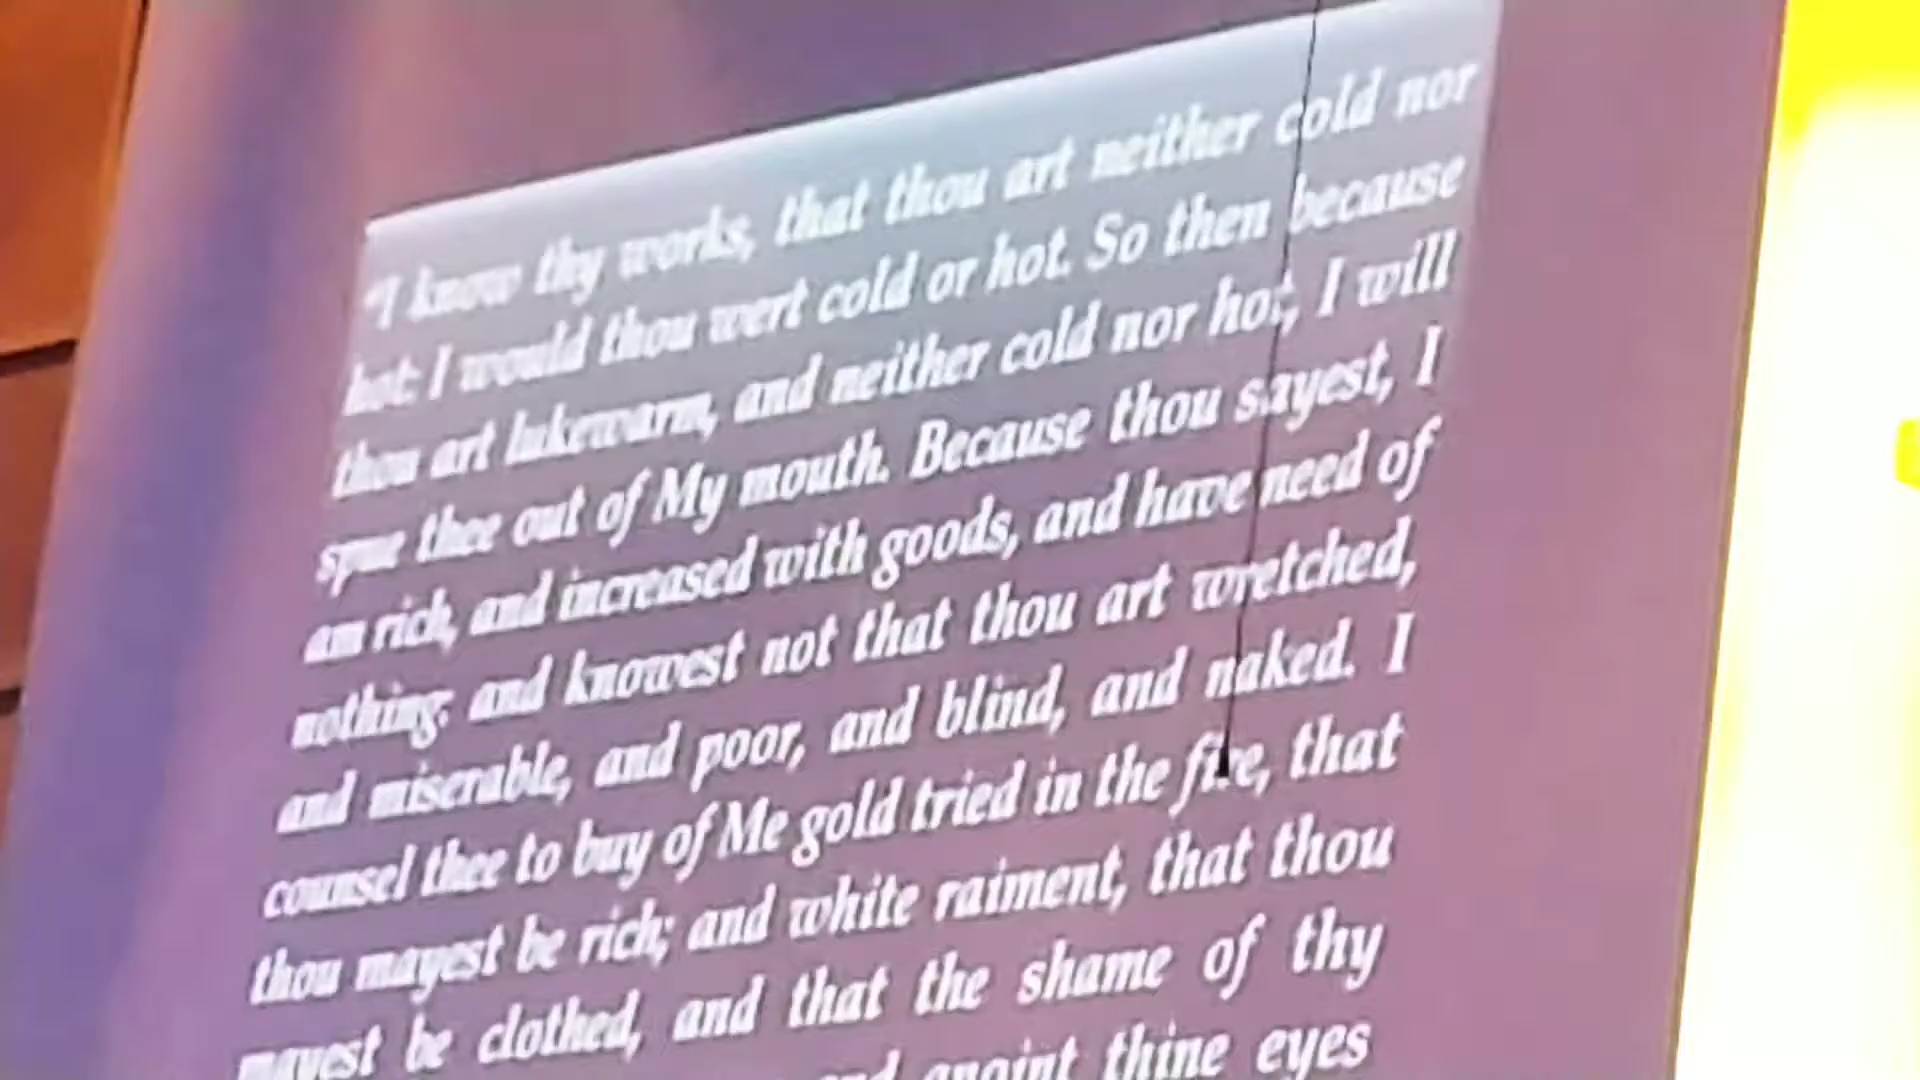 "I know thy works, that thou art neither cold nor
hot: I would thou wert cold or hot. So then because
thou art lukewarm, and neither cold nor hot, I will
spue thee out of My mouth. Because thou sayest, I
am rich, and increased with goods, and have need of
nothing: and knowest not that thou art wretched,
and miserable, and poor, and blind, and naked. I
counsel thee to buy of Me gold tried in the fire, that
thou mayest be rich; and white raiment, that thou
mayest be clothed, and that the shame of thy
and anoint thine eyes